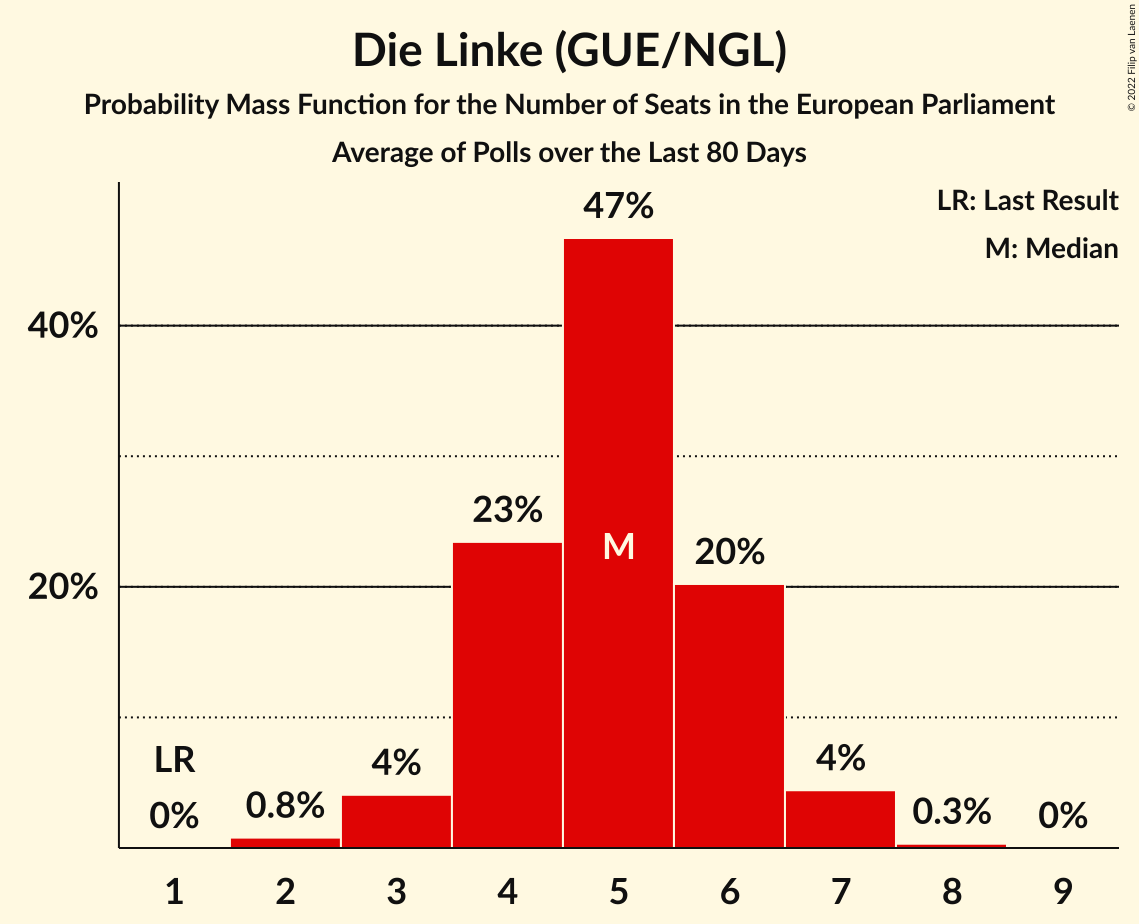 Die Linke (GUE/NGL)
Probability Mass Function for the Number of Seats in the European Parliament
Average of Polls over the Last 80 Days
© 2022 Filip van Laenen
LR: Last Result
M: Median
47%
40%
23%
M
20%
20%
LR
0%
0.8%
4%
4%
0.3%
0%
1 2 3 4 5 6 7 8 9